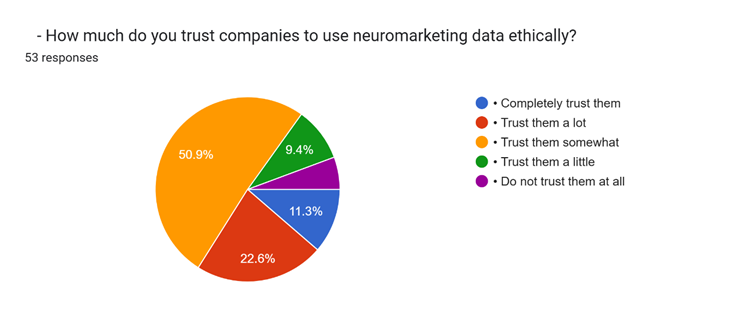 - How much do you trust companies to use neuromarketing data ethically?
53 responses
• Completely trust them
• Trust them a lot
• Trust them somewhat
• Trust them a little
• Do not trust them at all
50.9%
9.4%
11.3%
22.6%